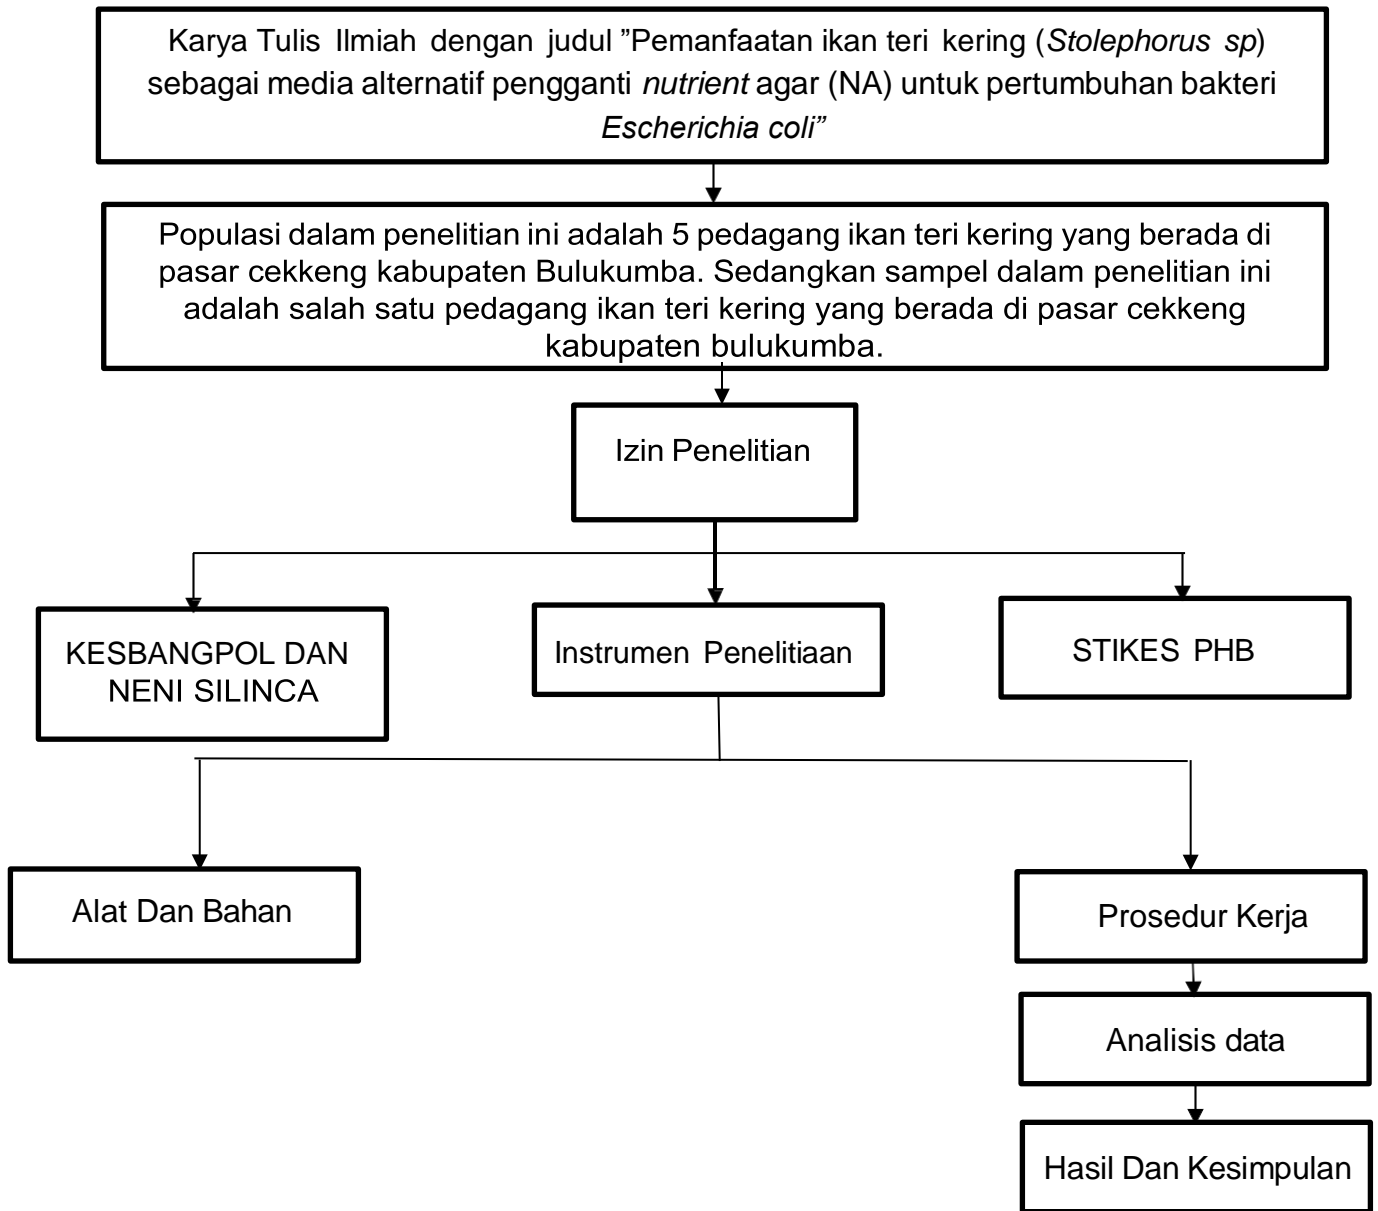 Karya Tulis Ilmiah dengan judul ”Pemanfaatan ikan teri kering (Stolephorus sp)
sebagai media alternatif pengganti nutrient agar (NA) untuk pertumbuhan bakteri
Escherichia coli”
Populasi dalam penelitian ini adalah 5 pedagang ikan teri kering yang berada di
pasar cekkeng kabupaten Bulukumba. Sedangkan sampel dalam penelitian ini
adalah salah satu pedagang ikan teri kering yang berada di pasar cekkeng
kabupaten bulukumba.
Izin Penelitian
KESBANGPOL DAN
NENI SILINCA
Instrumen Penelitiaan
STIKES PHB
Alat Dan Bahan
Prosedur Kerja
Analisis data
Hasil Dan Kesimpulan